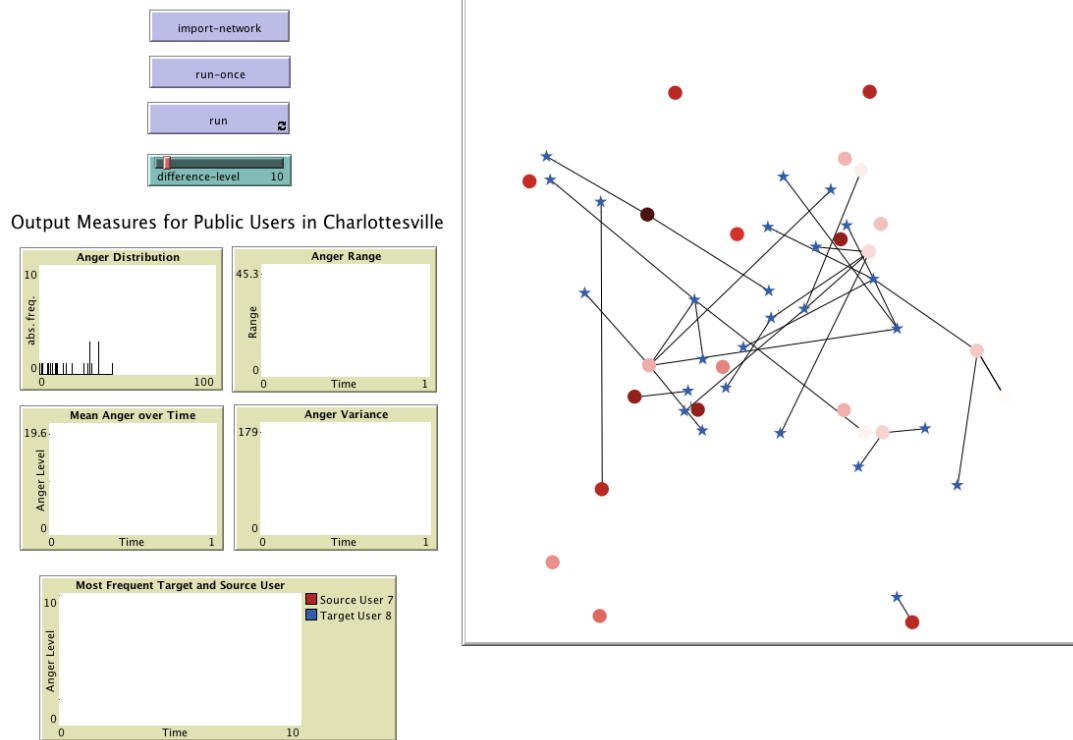 import-network
run-once
run
difference-level 10
Output Measures for Public Users in Charlottesville
Anger Distribution
10
abs. freq.
0
0 100
Anger Range
45.3
Range
0
Time 1
Mean Anger over Time
19.6
Anger Level
0
0 Time 1
Anger Variance
179
0
0 Time 1
Most Frequent Target and Source User
10
Anger Level
0
0 Time 10
Source User 7
Target User 8